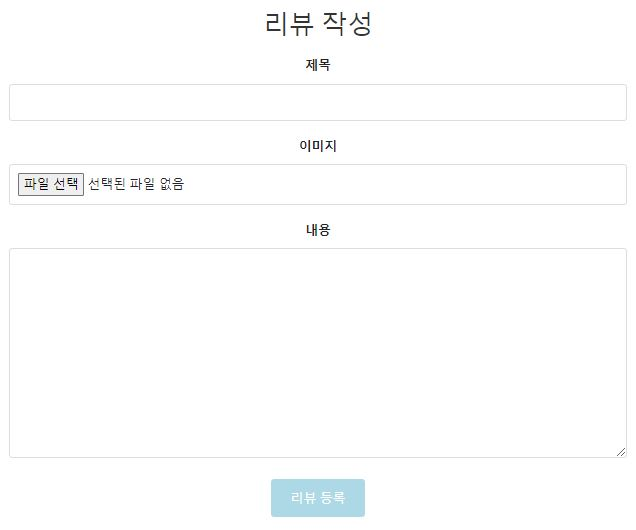 리뷰 작성
제목
이미지
파일 선택 선택된 파일 없음
내용
리뷰 등록